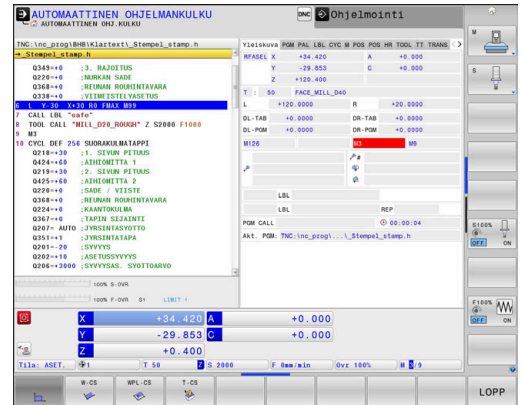 AUTOMAATTINEN OHJELMANKULKU
AUTOMAATTINEN OHJ.KULKU
DNC
Ohjelmointi
TNC:\nc_prog\BHB\Klartext\_Stempel_stamp.h
→_Stempel_stamp.h
Q349=+0 ;3. RAJOITUS
Q220=+0 ;NURKAN SADE
Q368=+0 ;REUNAN ROUHINTAVARA
Q338=+0 ;VIIMEISTELYASETUS
6 L Y-30 X+30 R0 FMAX M99
7 CALL LBL "safe"
8 TOOL CALL "MILL_D20_ROUGH" Z S2000 F1000
9 M3
10 CYCL DEF 256 SUORAKULMATAPPI
Q218=+30 ;1. SIVUN PITUUS
Q424=+60 ;AIHIOMITTA 1
Q219=+30 ;2. SIVUN PITUUS
Q425=+60 ;AIHIOMITTA 2
Q220=+0 ;SADE / VIISTE
Q368=+0 ;REUNAN ROUHINTAVARA
Q224=+0 ;KAANTOKULMA
Q367=+0 ;TAPIN SIJAINTI
Q207= AUTO ;JYRSINTASYOTTO
Q351=+1 ;JYRSINTATAPA
Q201=-20 ;SYVYYS
Q202=+10 ;ASETUSSYVYYS
Q206=+3000 ;SYVYYSAS. SYOTTOARVO
100% S-OVR
100% F-OVR S1 LIMIT 1
Yleiskuva PGM PAL LBL CYC M POS POS HR TOOL TT TRANS
RFASEL X +34.420 A +0.000
Y -29.853 C +0.000
Z +120.400
T : 50 FACE_MILL_D40
L +120.0000 R +20.0000
DL-TAB +0.0000 DR-TAB +0.0000
DL-PGM +0.0000 DR-PGM +0.0000
M126 M3 M9
P#
LBL
LBL REP
PGM CALL 00:00:04
Akt. PGM: TNC:\nc_prog\...\_Stempel_stamp.h
X +34.420 A +0.000
Y -29.853 C +0.000
Z +0.400
Tila: ASET. 1 T 50 Z S 2000 F 0mm/min Ovr 100% M 3/9
W-CS WPL-CS T-CS
LOPP
M
S
S100%
OFF ON
F100%
OFF ON